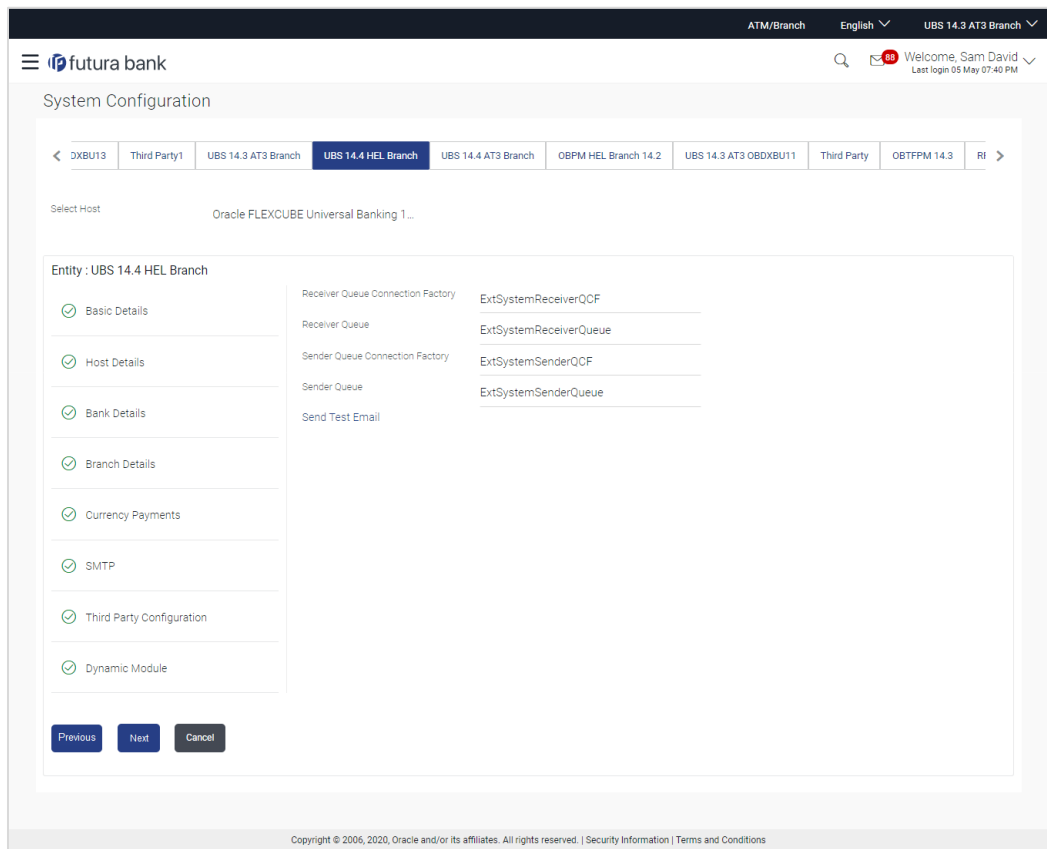 ATM/Branch English UBS 14.3 AT3 Branch
futura bank 88 Welcome, Sam David
Last login 05 May 07:40 PM
System Configuration
DXBU13 Third Party1 UBS 14.3 AT3 Branch UBS 14.4 HEL Branch UBS 14.4 AT3 Branch OBPM HEL Branch 14.2 UBS 14.3 AT3 OBDXBU11 Third Party OBTFPM 14.3
Select Host Oracle FLEXCUBE Universal Banking 1...
Entity : UBS 14.4 HEL Branch
Basic Details
Host Details
Bank Details
Branch Details
Currency Payments
SMTP
Third Party Configuration
Dynamic Module
Receiver Queue Connection Factory ExtSystemReceiverQCF
Receiver Queue ExtSystemReceiverQueue
Sender Queue Connection Factory ExtSystemSenderQCF
Sender Queue ExtSystemSenderQueue
Send Test Email
Previous Next Cancel
Copyright © 2006, 2020, Oracle and/or its affiliates. All rights reserved. | Security Information | Terms and Conditions